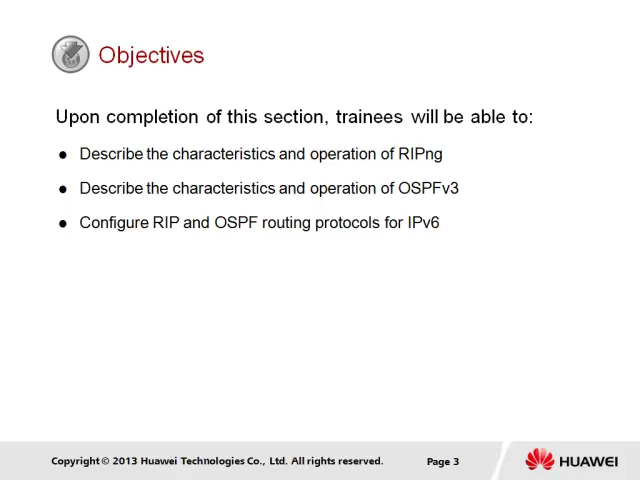 Objectives
Upon completion of this section, trainees will be able to:
● Describe the characteristics and operation of RIPng
● Describe the characteristics and operation of OSPFv3
● Configure RIP and OSPF routing protocols for IPv6
Copyright © 2013 Huawei Technologies Co., Ltd. All rights reserved.
Page 3
HUAWEI